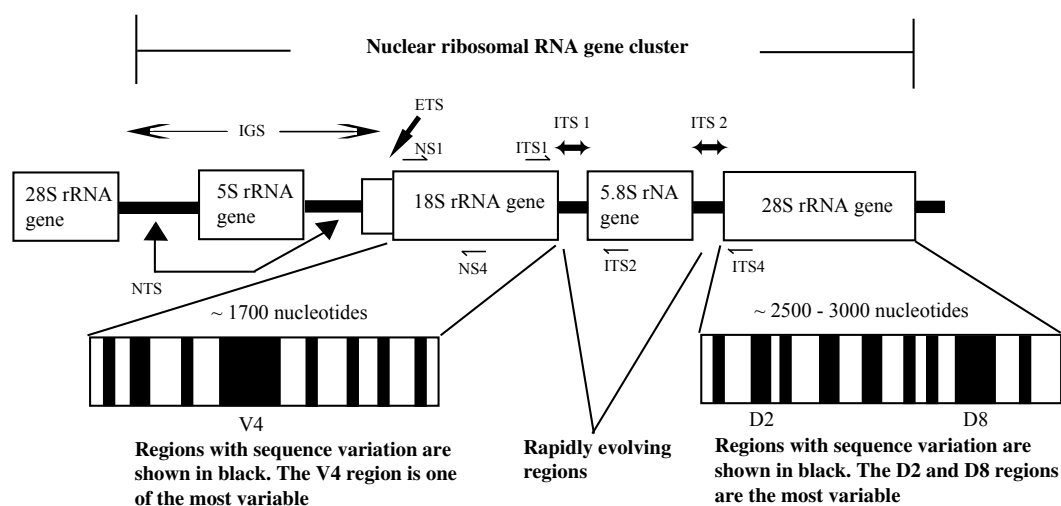 Nuclear ribosomal RNA gene cluster
ETS
IGS
NS1
ITS1
ITS 1
ITS 2
28S rRNA
gene
5S rRNA
gene
18S rRNA gene
5.8S rNA
gene
28S rRNA gene
NTS
NS4
ITS2
ITS4
~ 1700 nucleotides
~ 2500 - 3000 nucleotides
V4
D2
D8
Regions with sequence variation are
shown in black. The V4 region is one
of the most variable
Rapidly evolving
regions
Regions with sequence variation are
shown in black. The D2 and D8 regions
are the most variable